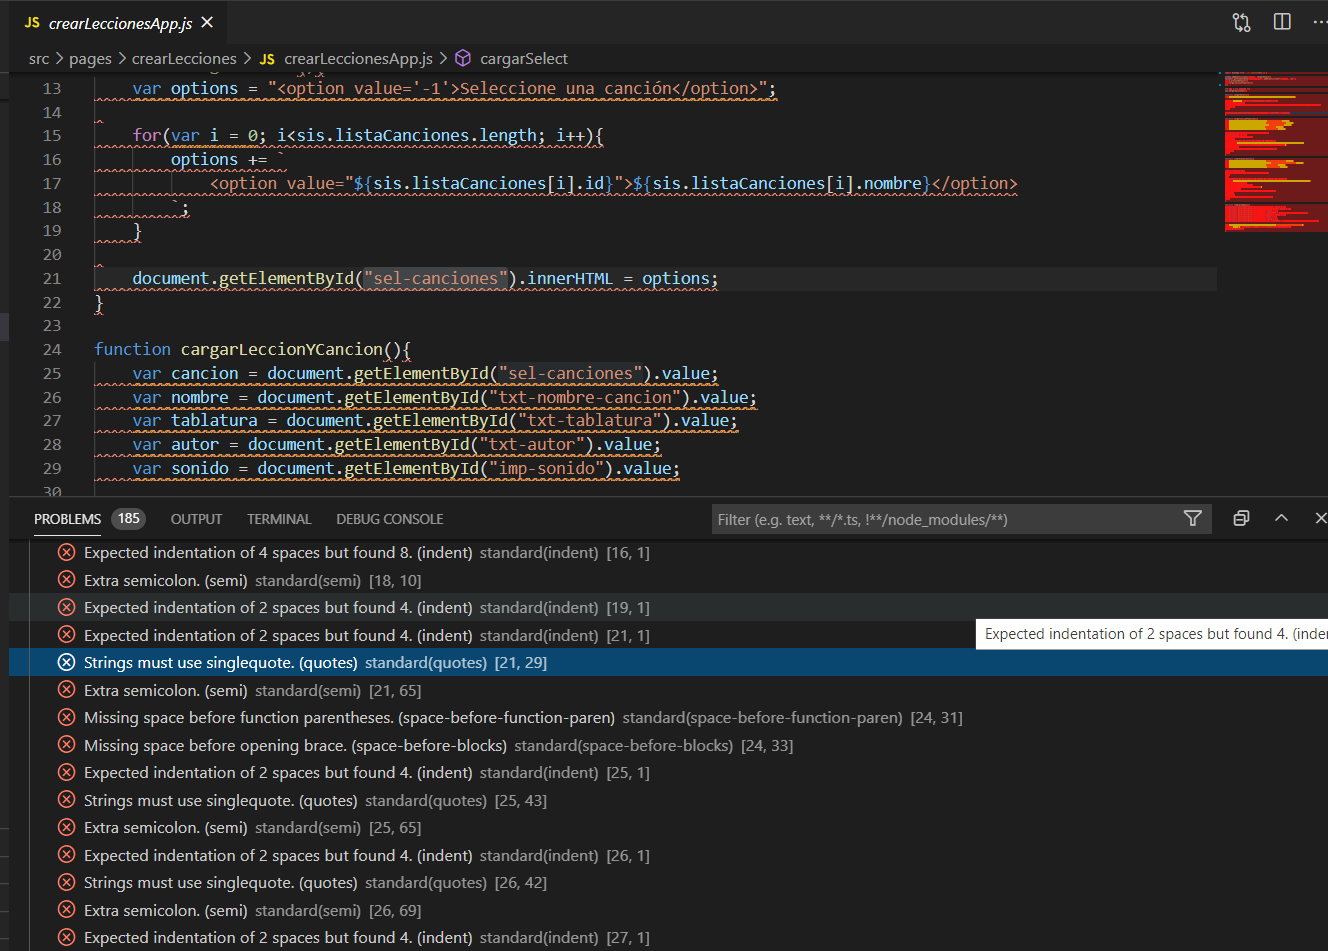 JS crearLeccionesApp.js
src > pages > crearLecciones > JS crearLeccionesApp.js > cargarSelect
13 var options = "<option value='-1'>Seleccione una canción</option>";
14
15 for(var i = 0; i<sis.listaCanciones.length; i++){
16 options += `
17 <option value="${sis.listaCanciones[i].id}">${sis.listaCanciones[i].nombre}</option>
18 `;
19 }
20
21 document.getElementById("sel-canciones").innerHTML = options;
22 }
23
24 function cargarLeccionYCancion(){
25 var cancion = document.getElementById("sel-canciones").value;
26 var nombre = document.getElementById("txt-nombre-cancion").value;
27 var tablatura = document.getElementById("txt-tablatura").value;
28 var autor = document.getElementById("txt-autor").value;
29 var sonido = document.getElementById("imp-sonido").value;
30
PROBLEMS 185 OUTPUT TERMINAL DEBUG CONSOLE Filter (e.g. text, **/*.ts, !**/node_modules/**)
Expected indentation of 4 spaces but found 8. (indent) standard(indent) [16, 1]
Extra semicolon. (semi) standard(semi) [18, 10]
Expected indentation of 2 spaces but found 4. (indent) standard(indent) [19, 1]
Expected indentation of 2 spaces but found 4. (indent) standard(indent) [21, 1]
Expected indentation of 2 spaces but found 4. (inde
Strings must use singlequote. (quotes) standard(quotes) [21, 29]
Extra semicolon. (semi) standard(semi) [21, 65]
Missing space before function parentheses. (space-before-function-paren) standard(space-before-function-paren) [24, 31]
Missing space before opening brace. (space-before-blocks) standard(space-before-blocks) [24, 33]
Expected indentation of 2 spaces but found 4. (indent) standard(indent) [25, 1]
Strings must use singlequote. (quotes) standard(quotes) [25, 43]
Extra semicolon. (semi) standard(semi) [25, 65]
Expected indentation of 2 spaces but found 4. (indent) standard(indent) [26, 1]
Strings must use singlequote. (quotes) standard(quotes) [26, 42]
Extra semicolon. (semi) standard(semi) [26, 69]
Expected indentation of 2 spaces but found 4. (indent) standard(indent) [27, 1]